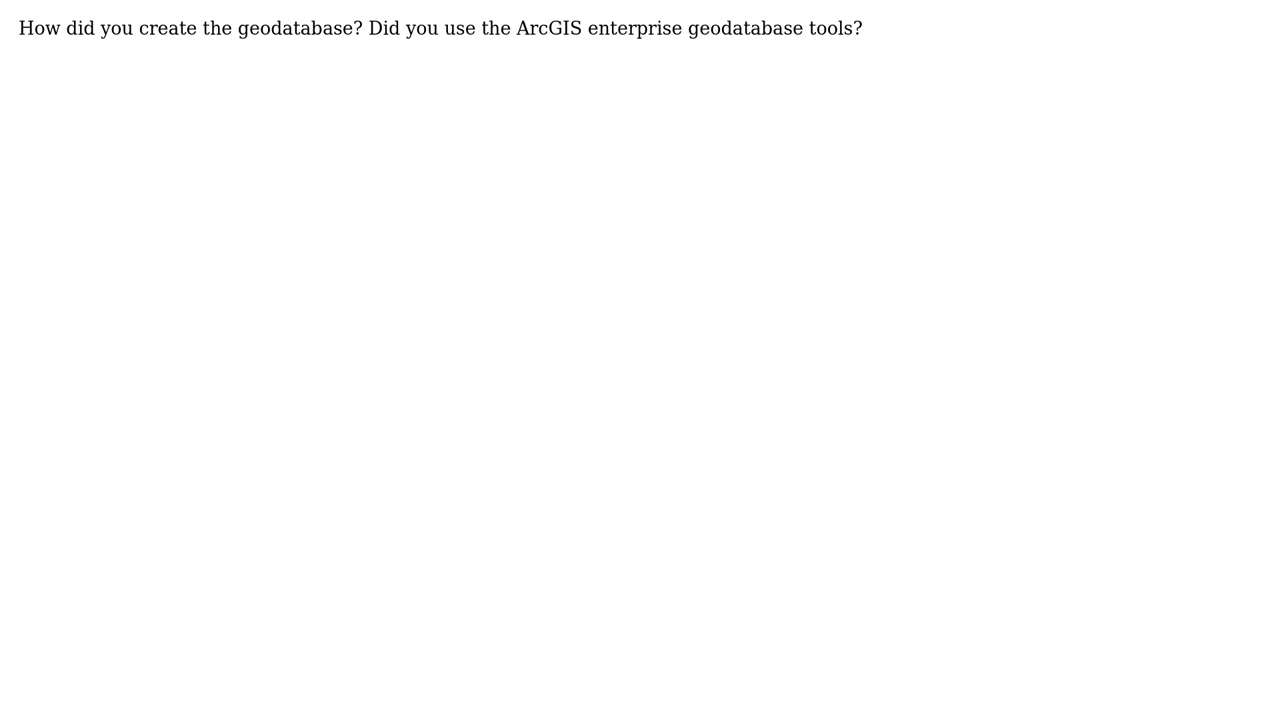 How did you create the geodatabase? Did you use the ArcGIS enterprise geodatabase tools?